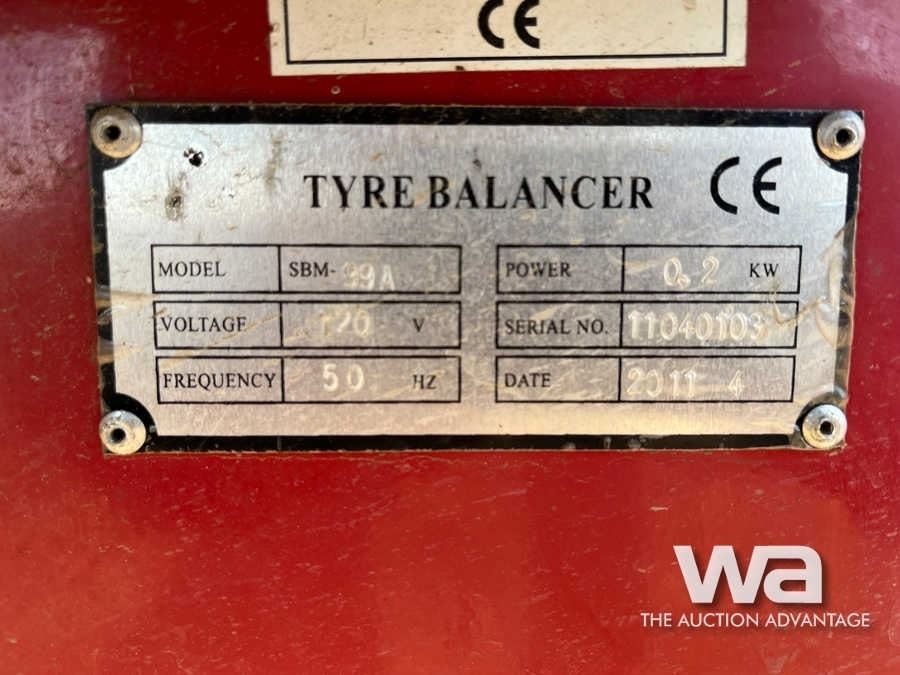 CE
TYRE BALANCER CE
MODEL SBM-99A POWER 0.2 KW
VOLTAGE 120 V SERIAL NO. 11040103
FREQUENCY 50 HZ DATE 2011 4
wa
THE AUCTION ADVANTAGE